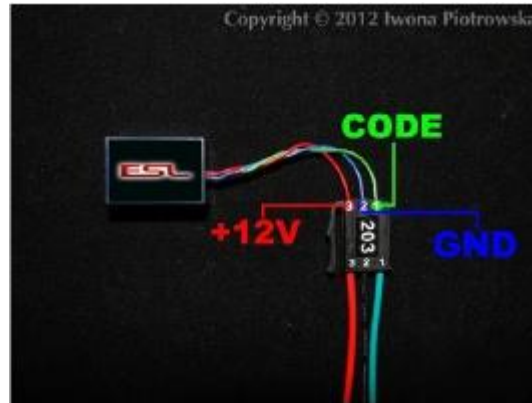 Copyright © 2012 Iwona Piotrowska
CODE
ESL
3 2 1
+12V
203
GND
3 2 1